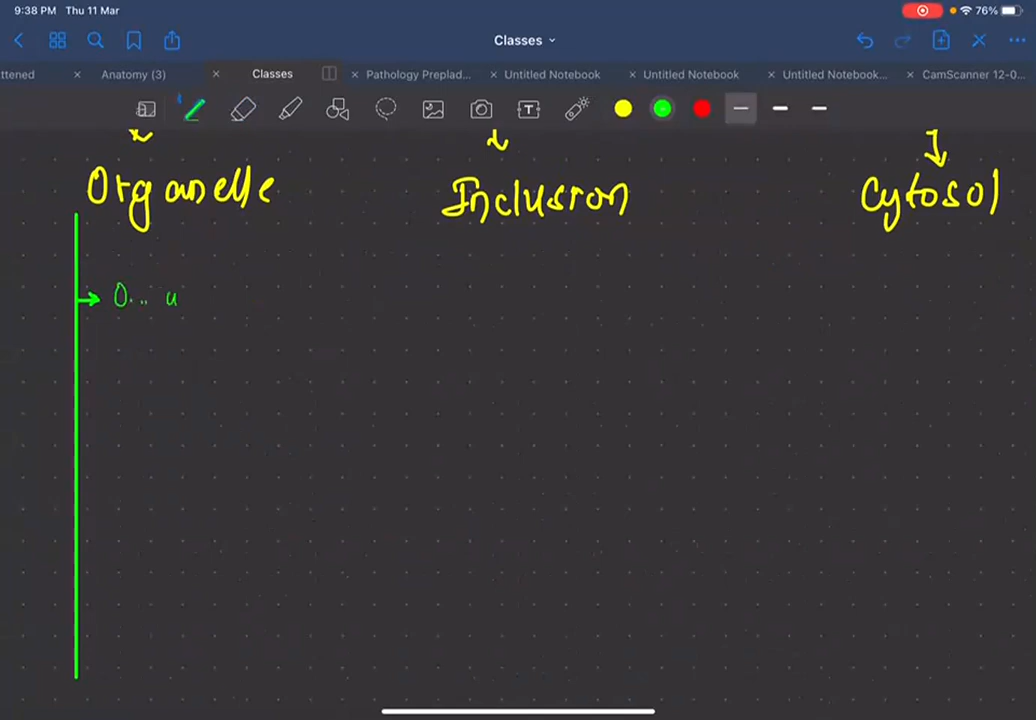 9:38 PM Thu 11 Mar 76%
Classes
ttened Anatomy (3) Classes Pathology Preplad... Untitled Notebook Untitled Notebook Untitled Notebook... CamScanner 12-0...
T
Organelle Inclusion Cytosol
O... u